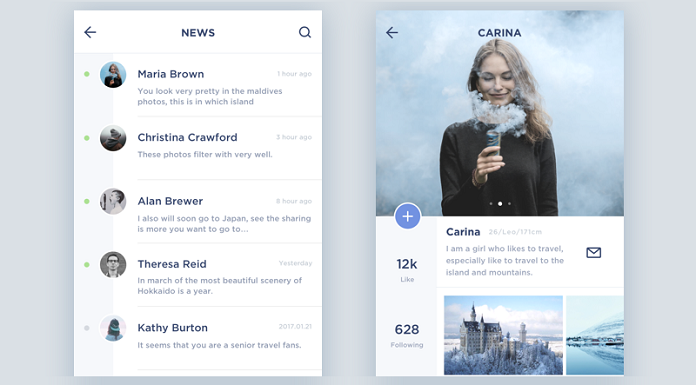 NEWS
Maria Brown
1 hour ago
You look very pretty in the maldives
photos, this is in which island
Christina Crawford
3 hour ago
These photos filter with very well.
Alan Brewer
8 hour ago
I also will soon go to Japan, see the sharing
is more you want to go to...
Theresa Reid
Yesterday
In march of the most beautiful scenery of
Hokkaido is a year.
Kathy Burton
2017.01.21
It seems that you are a senior travel fans.
CARINA
Carina
26/Leo/171cm
I am a girl who likes to travel,
especially like to travel to the
island and mountains.
12k
Like
628
Following